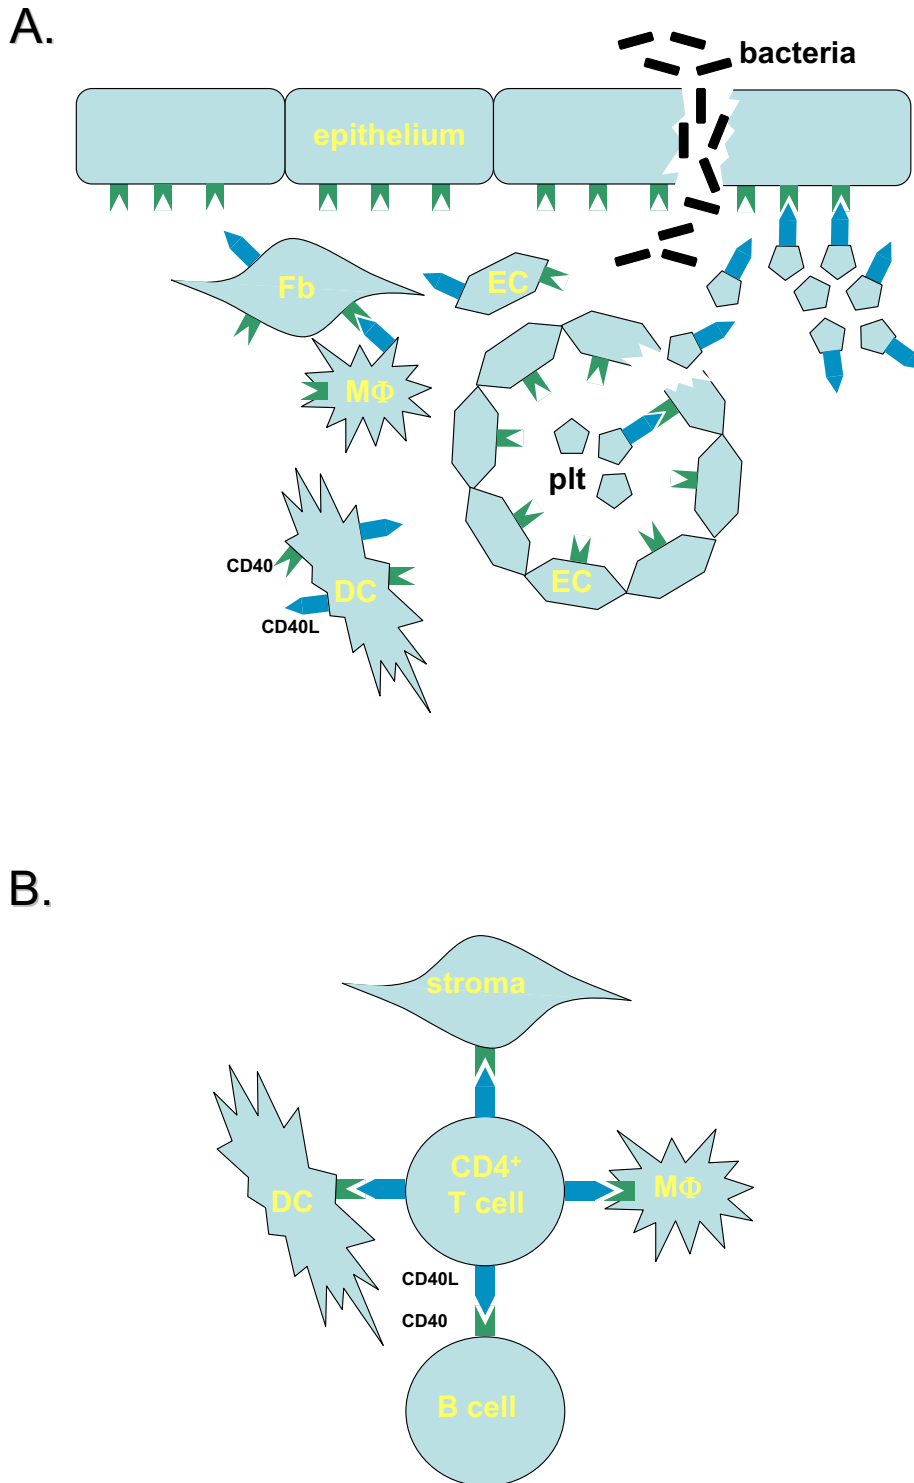 A.
bacteria
epithelium
Fb
EC
MΦ
plt
CD40
DC
EC
CD40L
B.
stroma
CD4⁺
T cell
DC
MΦ
CD40L
CD40
B cell